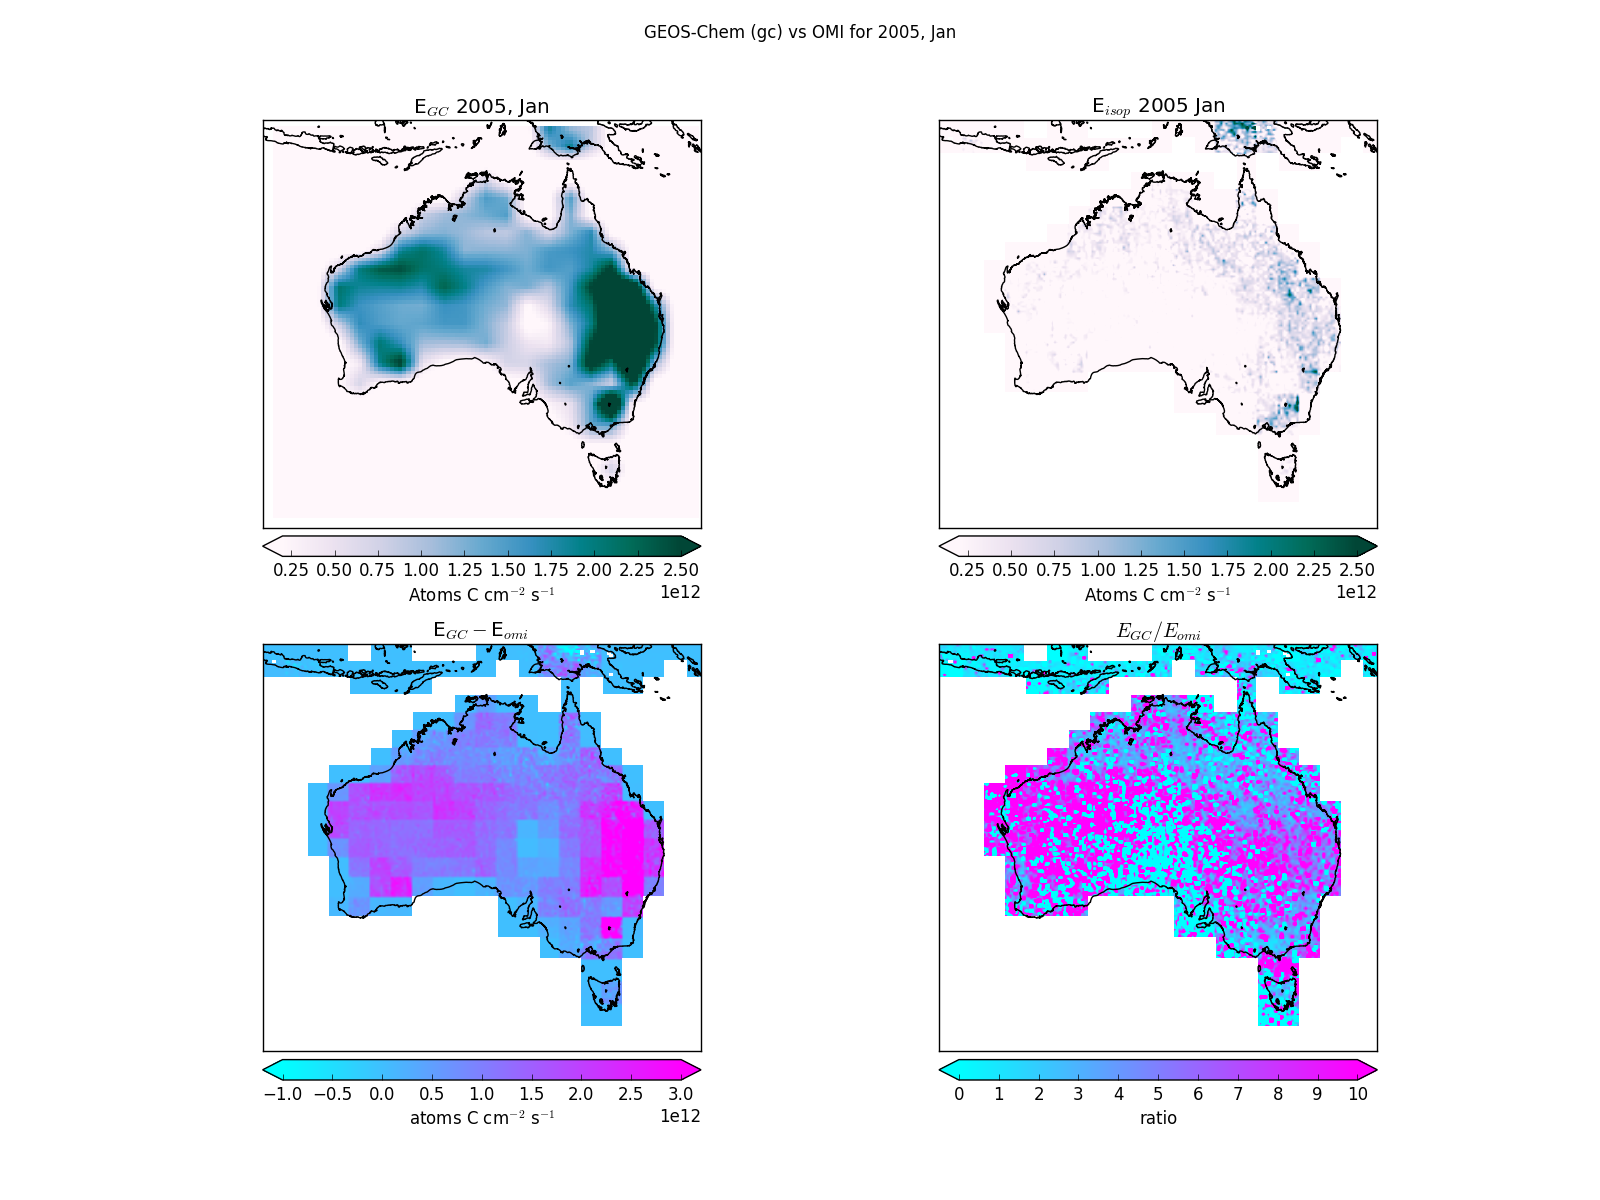 GEOS-Chem (gc) vs OMI for 2005, Jan
E_{GC} 2005, Jan
E_{isop} 2005 Jan
0.25 0.50 0.75 1.00 1.25 1.50 1.75 2.00 2.25 2.50
Atoms C cm^{-2} s^{-1}
1e12
0.25 0.50 0.75 1.00 1.25 1.50 1.75 2.00 2.25 2.50
Atoms C cm^{-2} s^{-1}
1e12
E_{GC} − E_{omi}
E_{GC}/E_{omi}
−1.0 −0.5 0.0 0.5 1.0 1.5 2.0 2.5 3.0
atoms C cm^{-2} s^{-1}
1e12
0 1 2 3 4 5 6 7 8 9 10
ratio